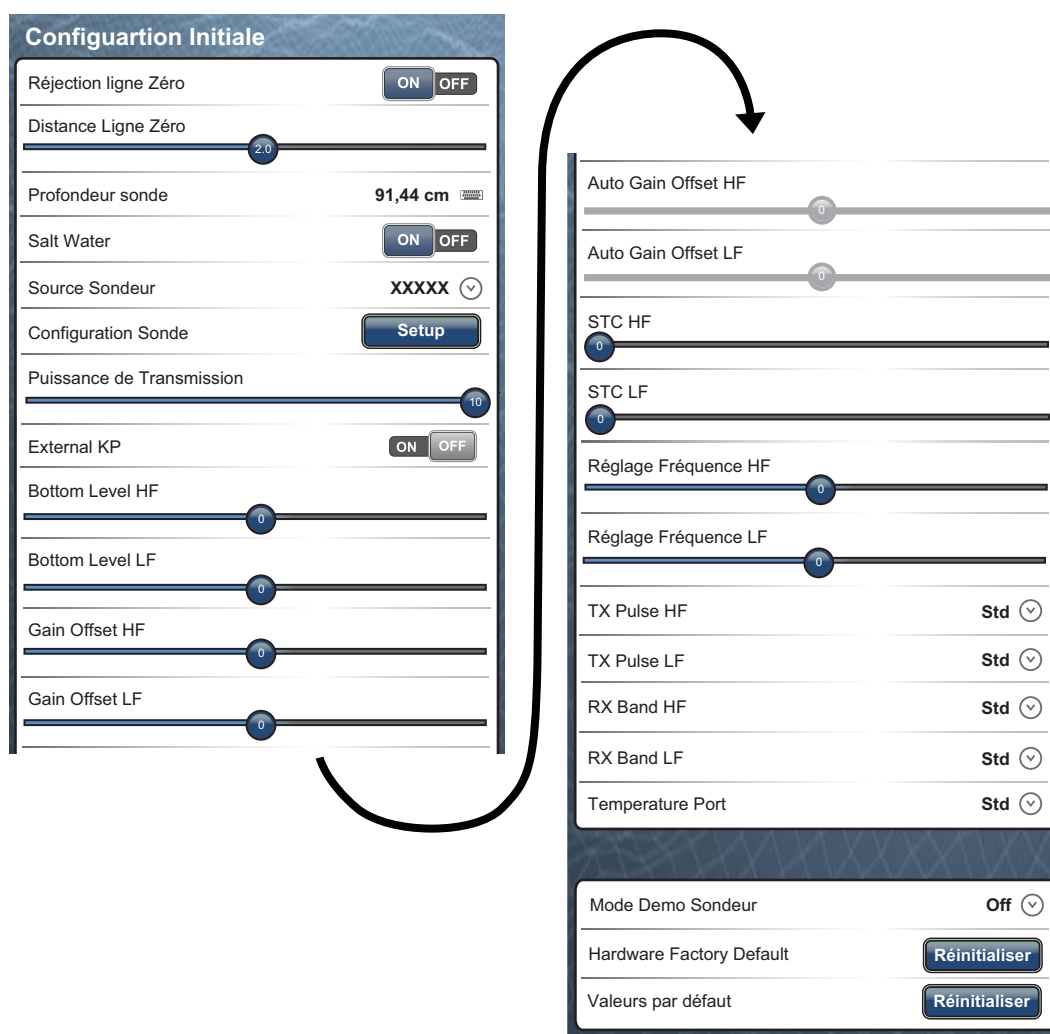 Configuartion Initiale
Réjection ligne Zéro ON OFF
Distance Ligne Zéro
2.0
Profondeur sonde 91,44 cm
Salt Water ON OFF
Source Sondeur XXXXX
Configuration Sonde Setup
Puissance de Transmission
10
External KP ON OFF
Bottom Level HF
0
Bottom Level LF
0
Gain Offset HF
0
Gain Offset LF
0
Auto Gain Offset HF
0
Auto Gain Offset LF
0
STC HF
0
STC LF
0
Réglage Fréquence HF
0
Réglage Fréquence LF
0
TX Pulse HF Std
TX Pulse LF Std
RX Band HF Std
RX Band LF Std
Temperature Port Std
Mode Demo Sondeur Off
Hardware Factory Default Réinitialiser
Valeurs par défaut Réinitialiser